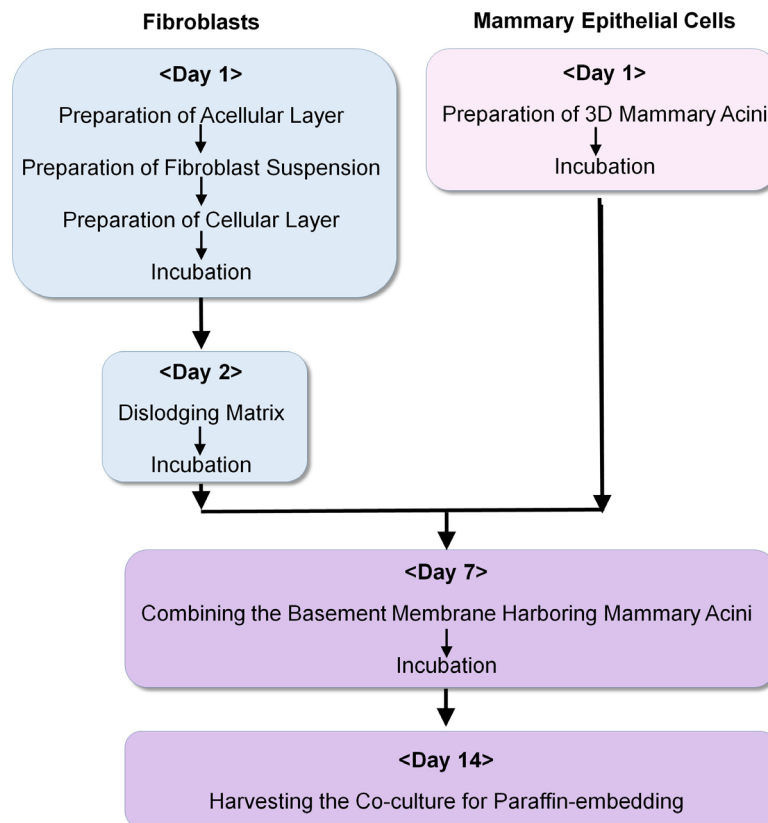 Fibroblasts
<Day 1>
Preparation of Acellular Layer
Preparation of Fibroblast Suspension
Preparation of Cellular Layer
Incubation
<Day 2>
Dislodging Matrix
Incubation
Mammary Epithelial Cells
<Day 1>
Preparation of 3D Mammary Acini
Incubation
<Day 7>
Combining the Basement Membrane Harboring Mammary Acini
Incubation
<Day 14>
Harvesting the Co-culture for Paraffin-embedding